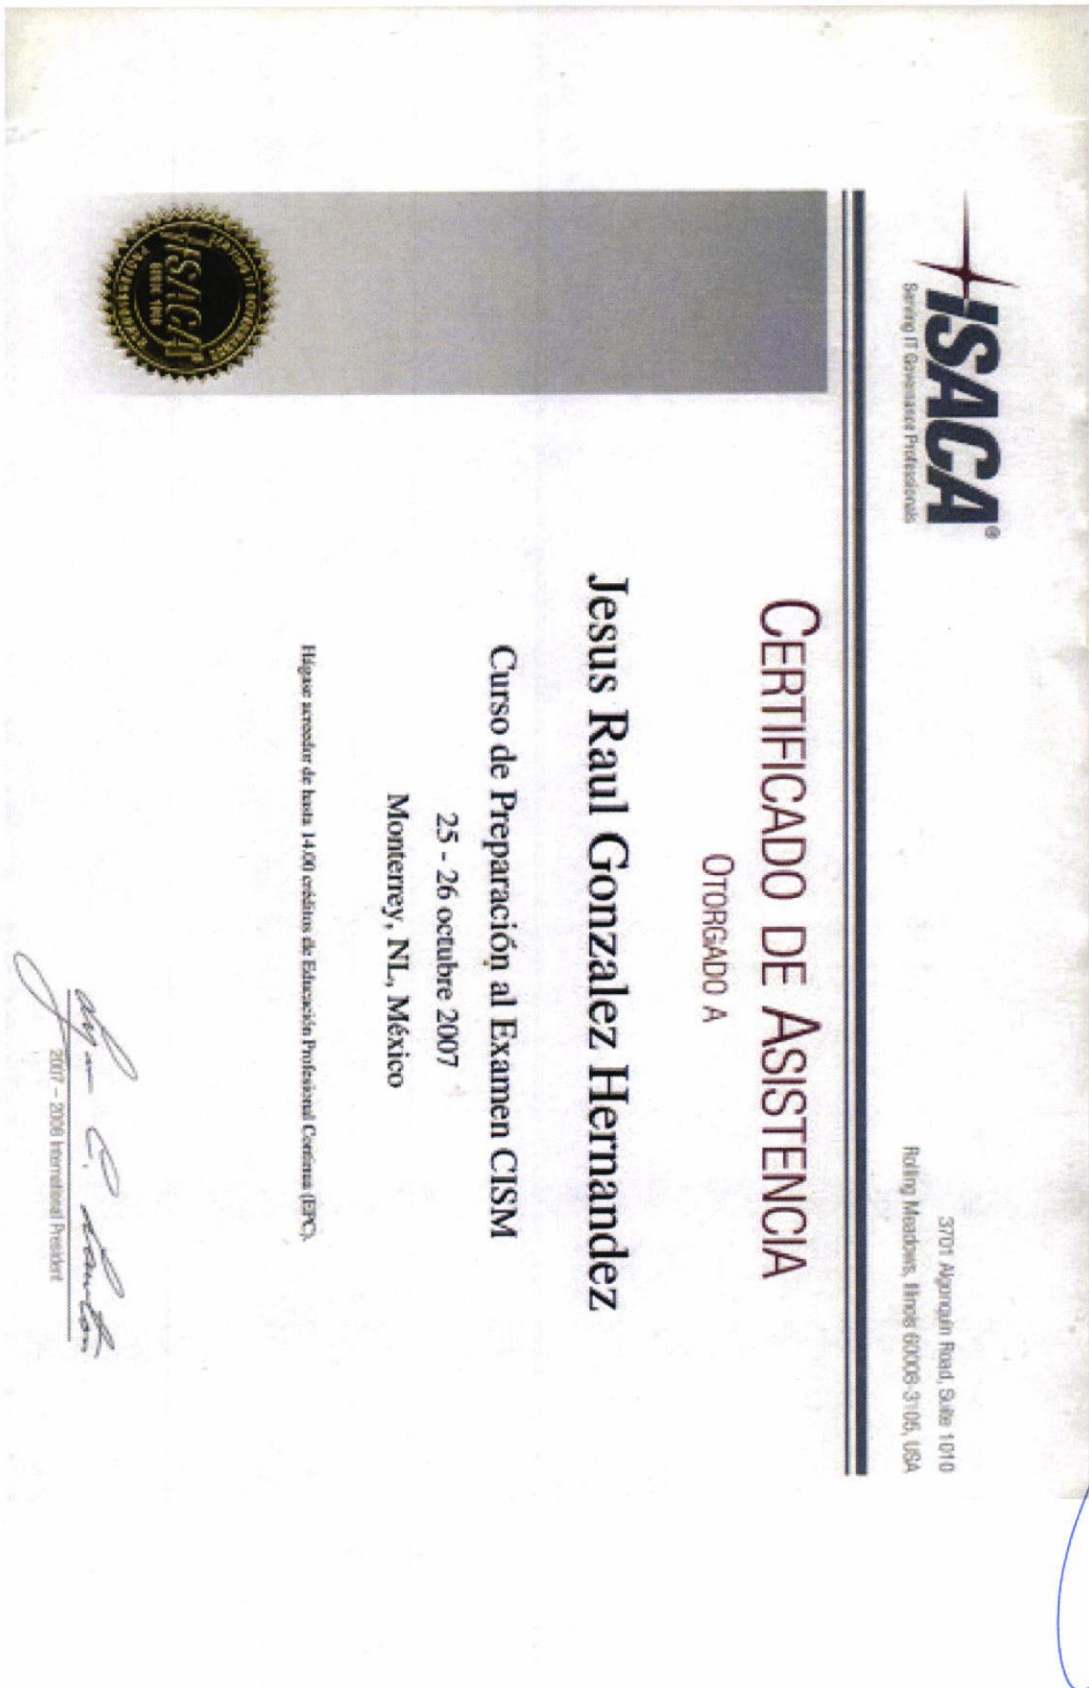 ISACA®
Serving IT Governance Professionals
3701 Algonquin Road, Suite 1010
Rolling Meadows, Illinois 60008-3105, USA
CERTIFICADO DE ASISTENCIA
OTORGADO A
Jesus Raul Gonzalez Hernandez
Curso de Preparación al Examen CISM
25 - 26 octubre 2007
Monterrey, NL, México
Hágase acreedor de hasta 14.00 créditos de Educación Profesional Continua (EPC).
2007 – 2008 International President
ISACA